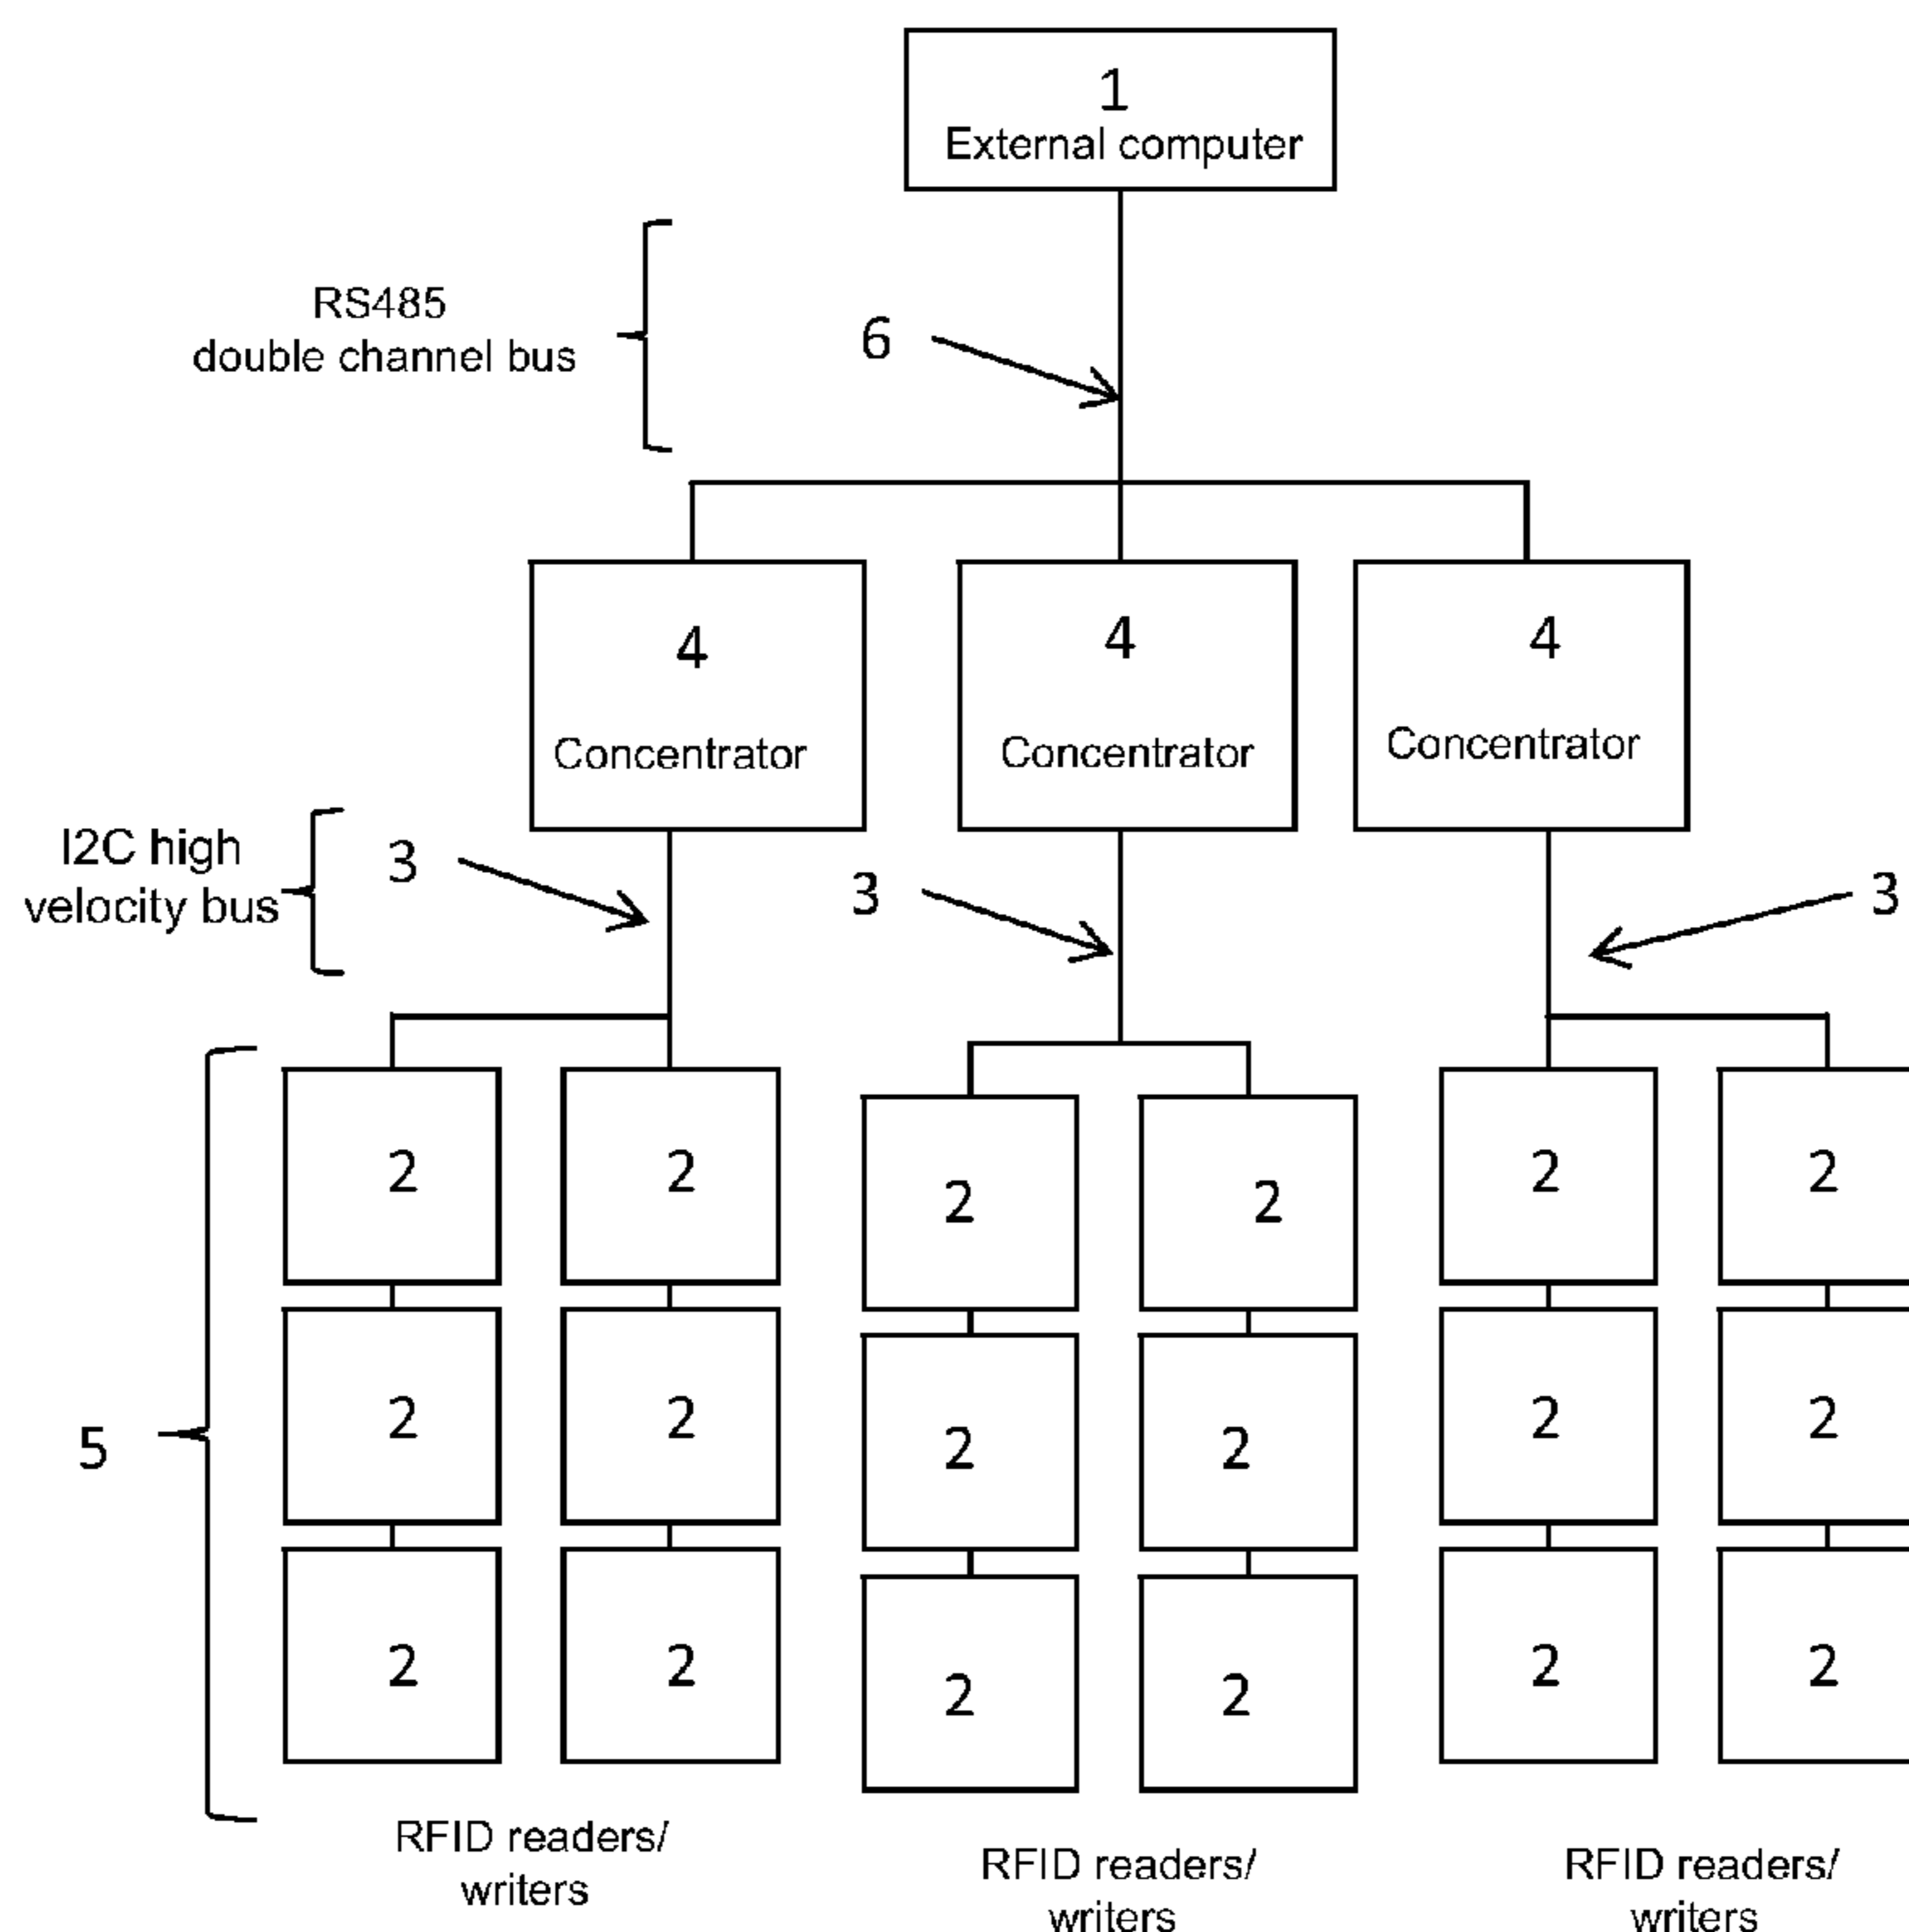 1
External computer
RS485
double channel bus
6
4
4
4
Concentrator
Concentrator
Concentrator
I2C high
velocity bus
3
3
3
2
2
2
2
2
2
2
2
2
2
2
2
5
2
2
2
2
2
2
RFID readers/
writers
RFID readers/
writers
RFID readers/
writers